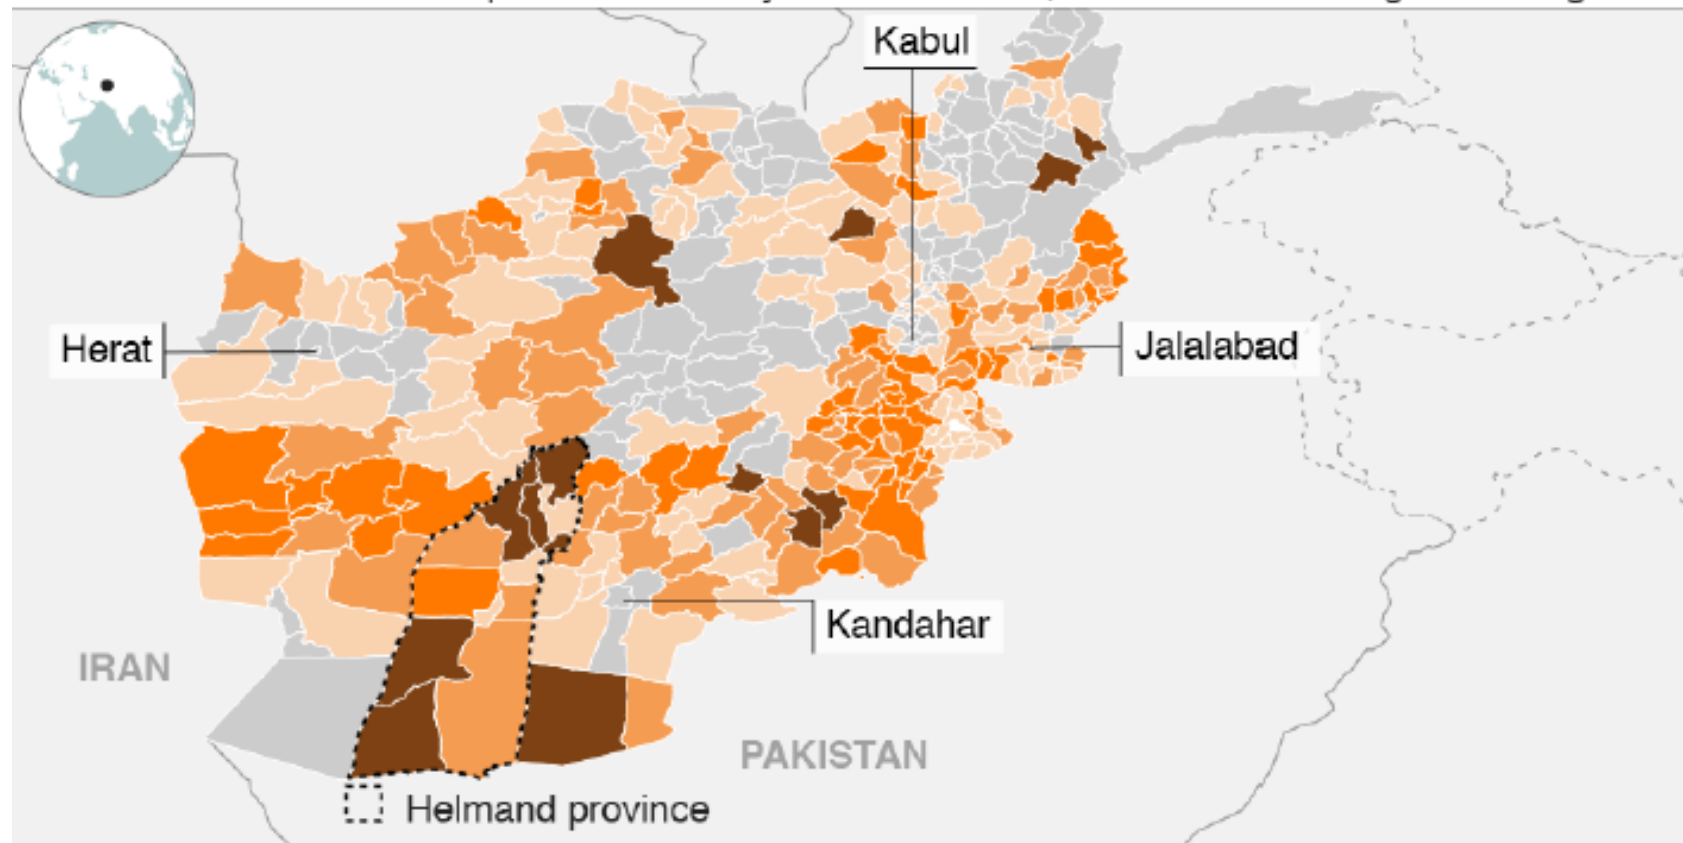 Kabul
Herat
Jalalabad
Kandahar
IRAN
PAKISTAN
Helmand province